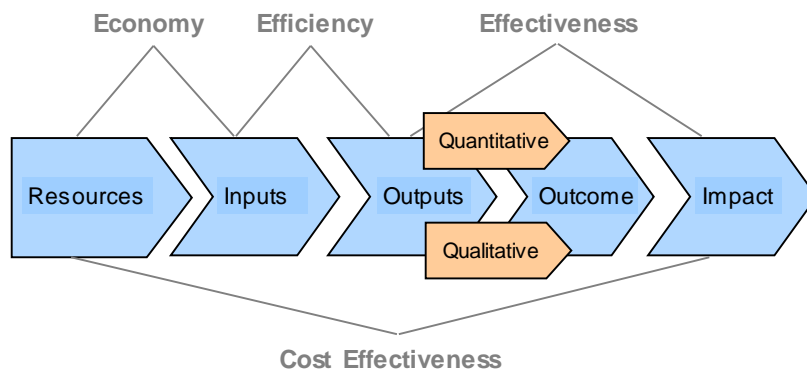 Economy Efficiency Effectiveness
Quantitative
Resources Inputs Outputs Outcome Impact
Qualitative
Cost Effectiveness